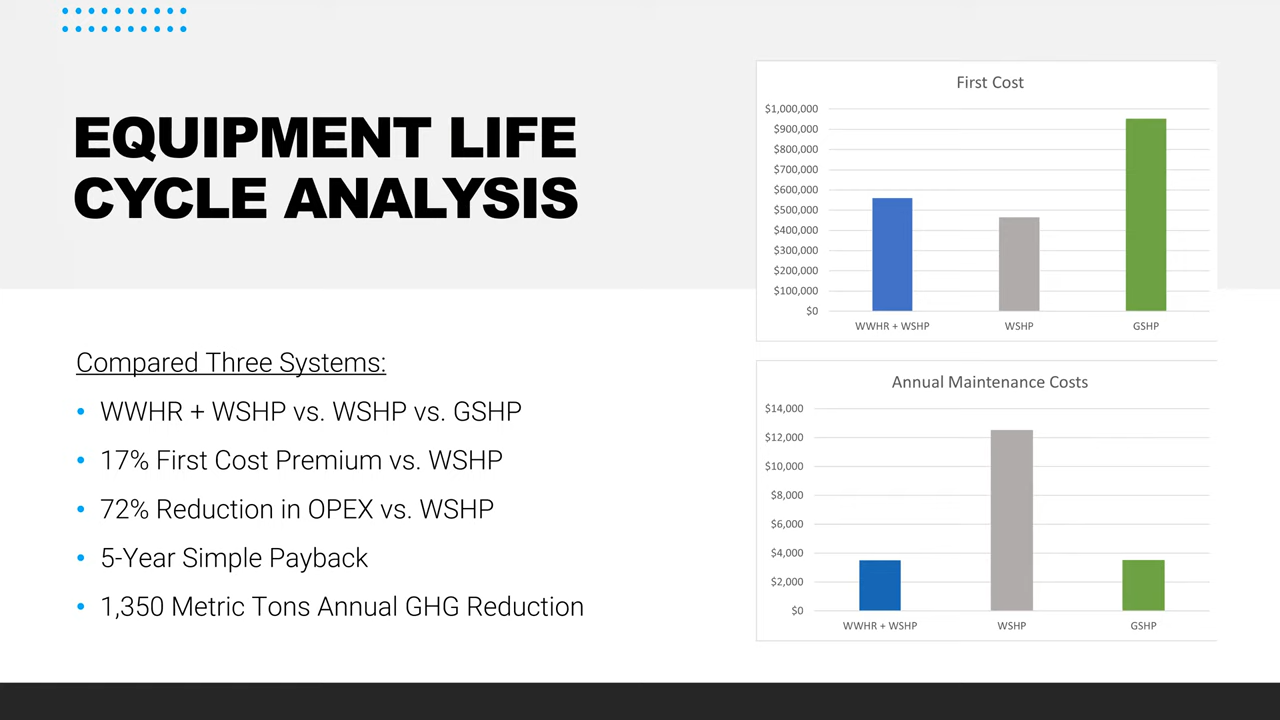 EQUIPMENT LIFE
CYCLE ANALYSIS
Compared Three Systems:
• WWHR + WSHP vs. WSHP vs. GSHP
• 17% First Cost Premium vs. WSHP
• 72% Reduction in OPEX vs. WSHP
• 5-Year Simple Payback
• 1,350 Metric Tons Annual GHG Reduction
First Cost
$1,000,000
$900,000
$800,000
$700,000
$600,000
$500,000
$400,000
$300,000
$200,000
$100,000
$0
WWHR + WSHP WSHP GSHP
Annual Maintenance Costs
$14,000
$12,000
$10,000
$8,000
$6,000
$4,000
$2,000
$0
WWHR + WSHP WSHP GSHP